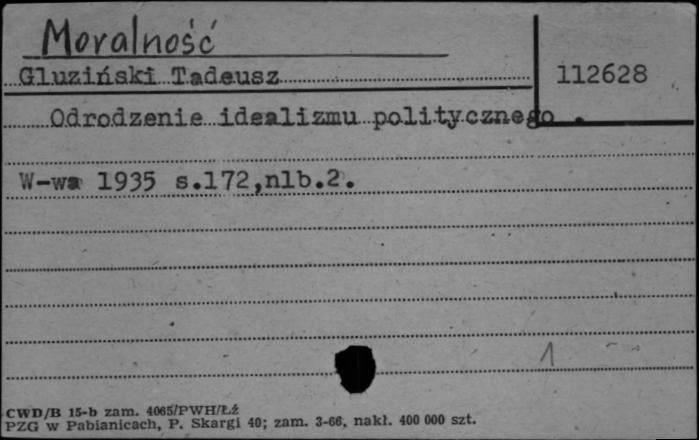 Moralność
Gluziński Tadeusz
112628
Odrodzenie idealizmu politycznego .
W-wa 1935 s.172,nlb.2.
1
CWD/B 15-b zam. 4065/PWH/Łż
PZG w Pabianicach, P. Skargi 40; zam. 3-66, nakł. 400 000 szt.